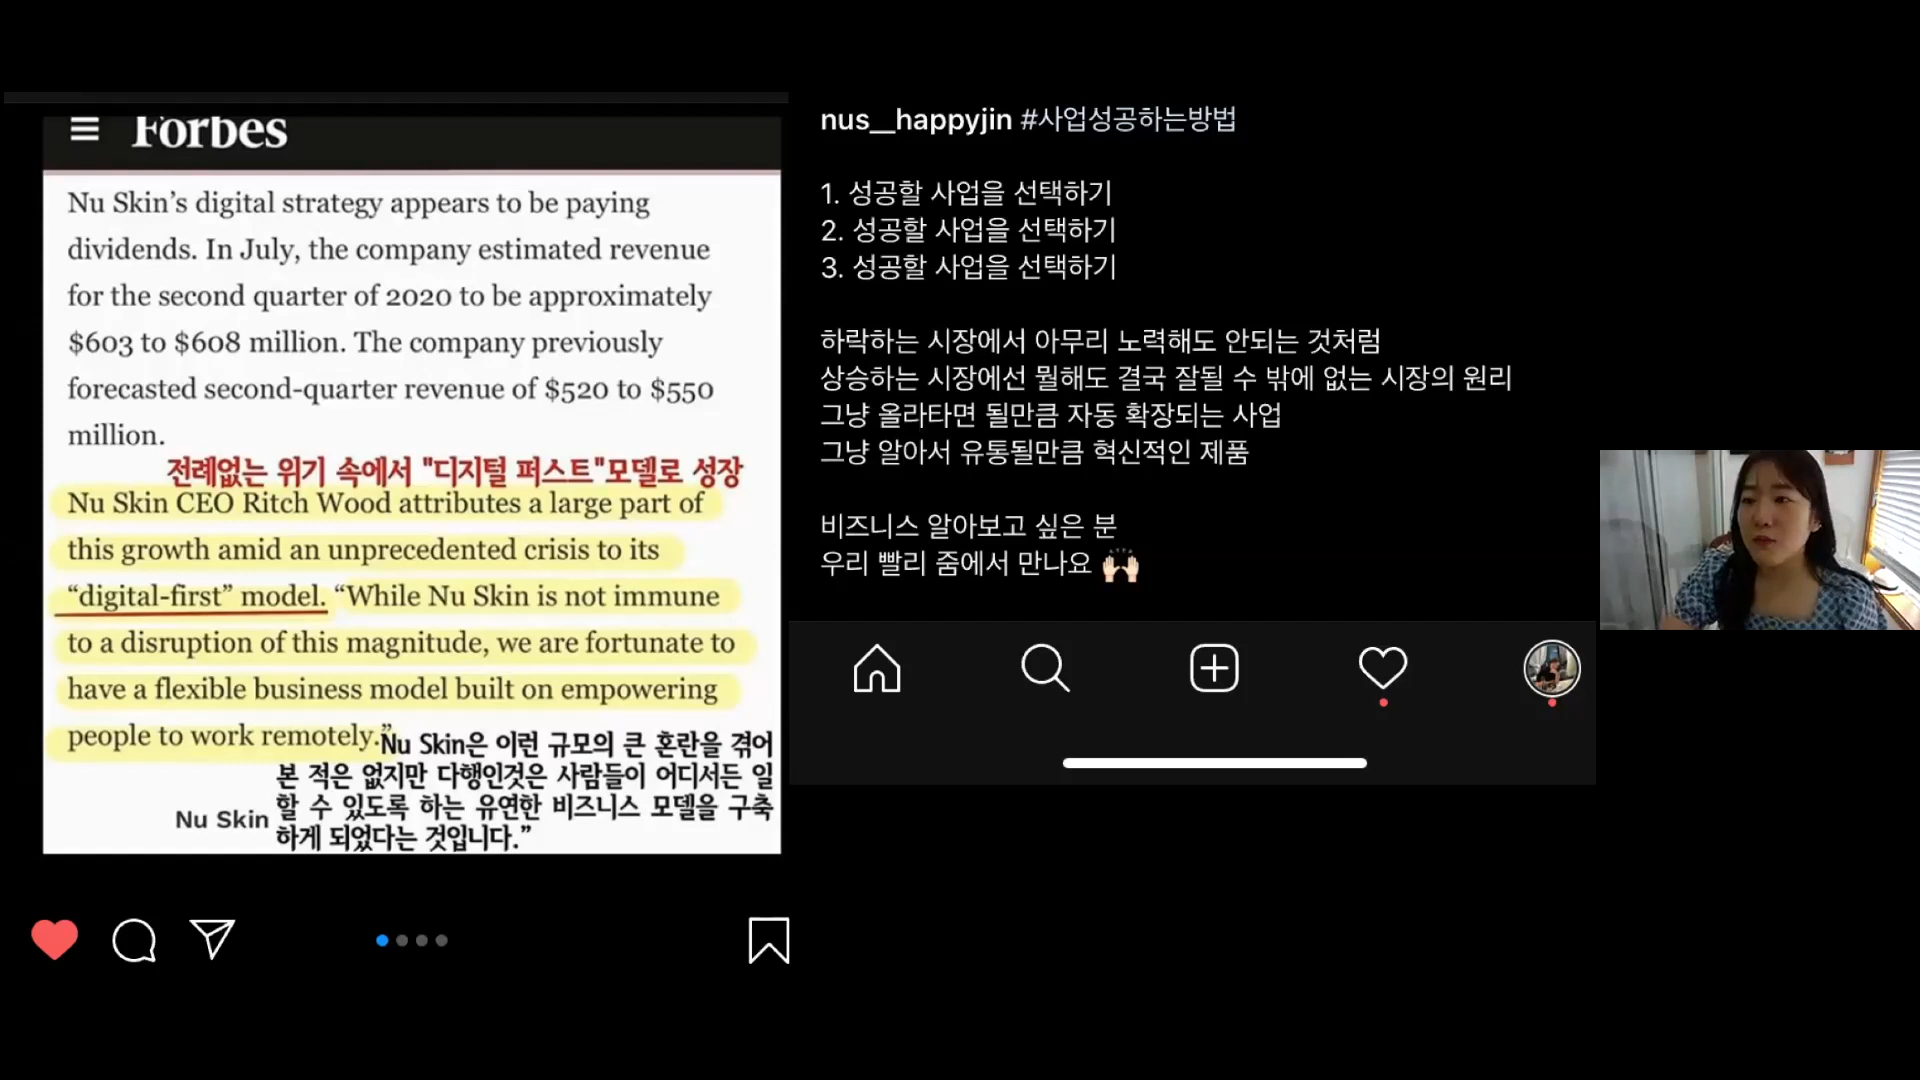 Forbes
Nu Skin’s digital strategy appears to be paying
dividends. In July, the company estimated revenue
for the second quarter of 2020 to be approximately
$603 to $608 million. The company previously
forecasted second-quarter revenue of $520 to $550
million.
전례없는 위기 속에서 "디지털 퍼스트"모델로 성장
Nu Skin CEO Ritch Wood attributes a large part of
this growth amid an unprecedented crisis to its
“digital-first” model. “While Nu Skin is not immune
to a disruption of this magnitude, we are fortunate to
have a flexible business model built on empowering
people to work remotely.”
Nu Skin은 이런 규모의 큰 혼란을 겪어
본 적은 없지만 다행인것은 사람들이 어디서든 일
할 수 있도록 하는 유연한 비즈니스 모델을 구축
하게 되었다는 것입니다.”
Nu Skin
nus__happyjin #사업성공하는방법
1. 성공할 사업을 선택하기
2. 성공할 사업을 선택하기
3. 성공할 사업을 선택하기
하락하는 시장에서 아무리 노력해도 안되는 것처럼
상승하는 시장에선 뭘해도 결국 잘될 수 밖에 없는 시장의 원리
그냥 올라타면 될만큼 자동 확장되는 사업
그냥 알아서 유통될만큼 혁신적인 제품
비즈니스 알아보고 싶은 분
우리 빨리 줌에서 만나요 🙌🏻